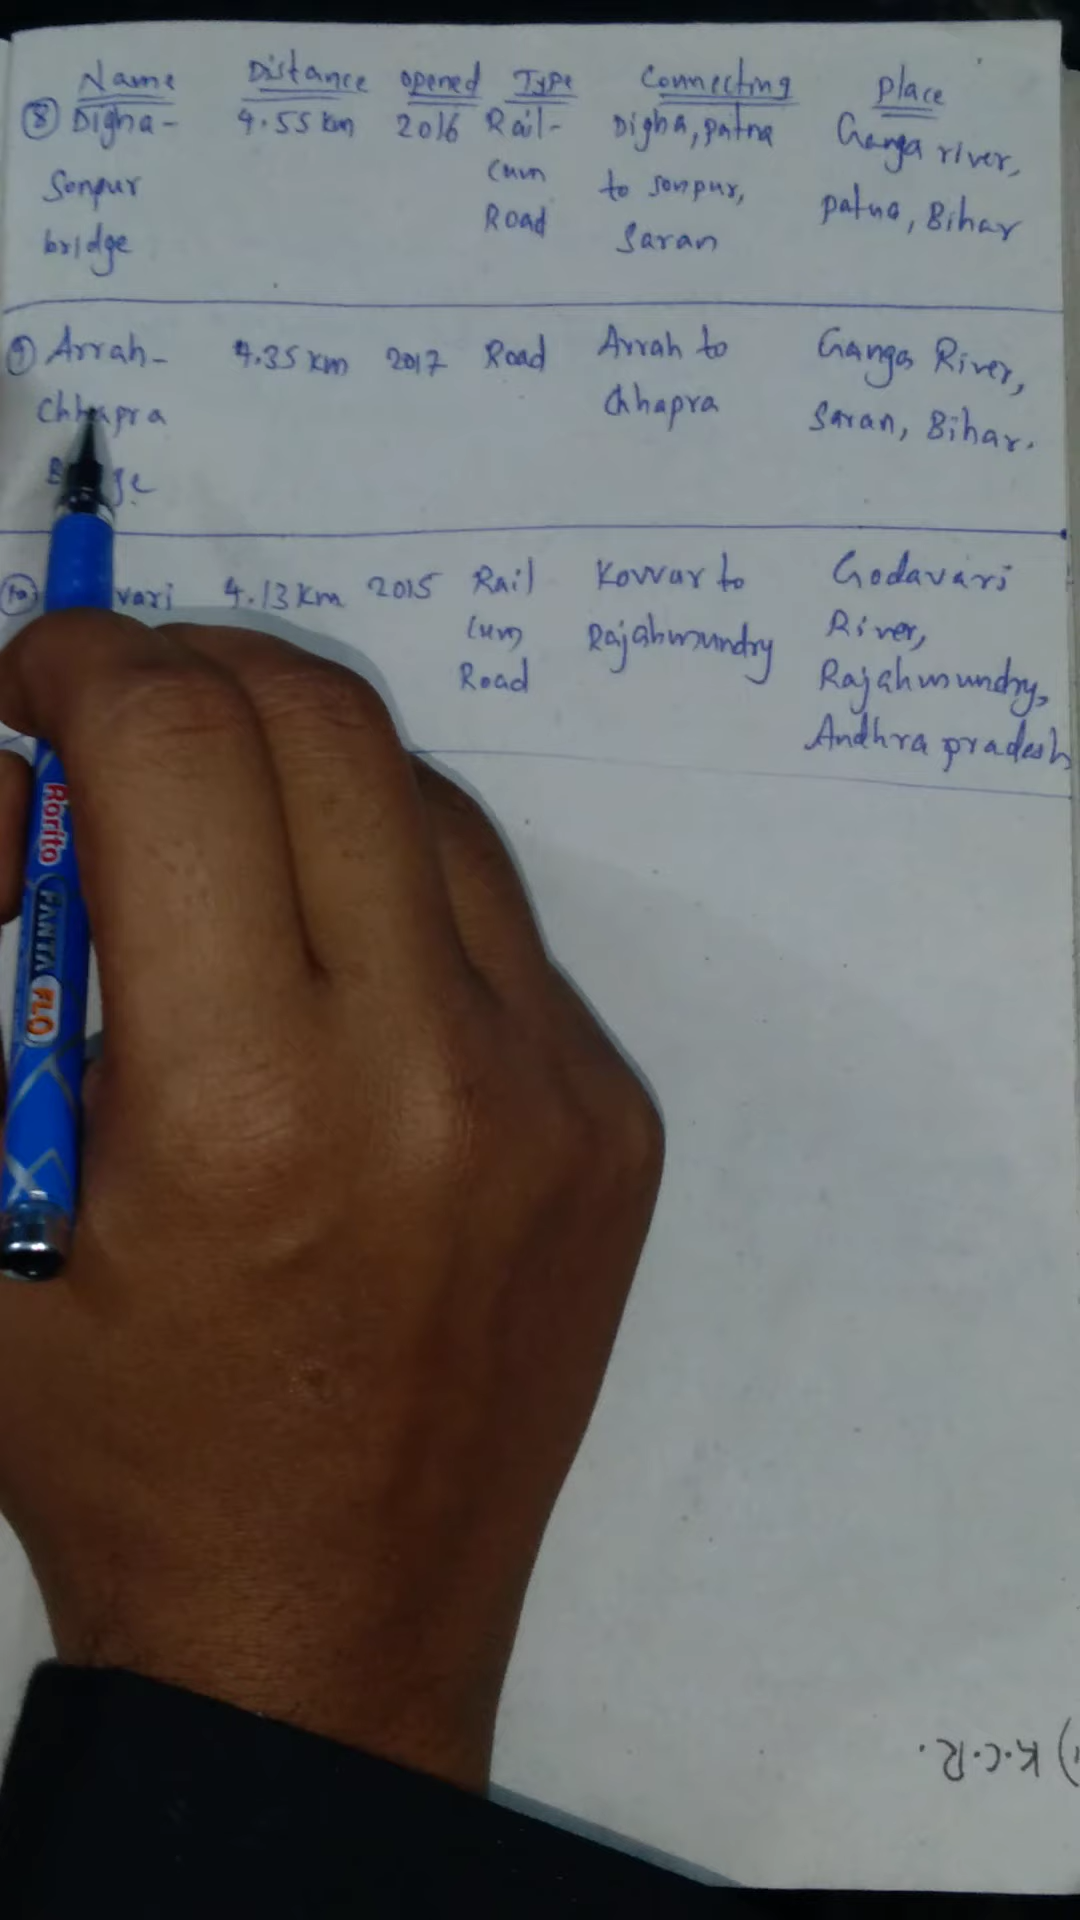 Name Distance opened Type Connecting Place
8 Digha- 4.55 km 2016 Rail- Digha, patna Ganga river,
Sonpur cum to sonpur, patna, Bihar
bridge Road Saran
9 Arrah- 4.35 km 2017 Road Arrah to Ganga River,
Chhapra Chhapra Saran, Bihar.
vari 4.13 km 2015 Rail Kovvur to Godavari
cum Rajahmundry River,
Road Rajahmundry,
Andhra pradesh
Rorito
FANTA
FLO
) K.C.R.